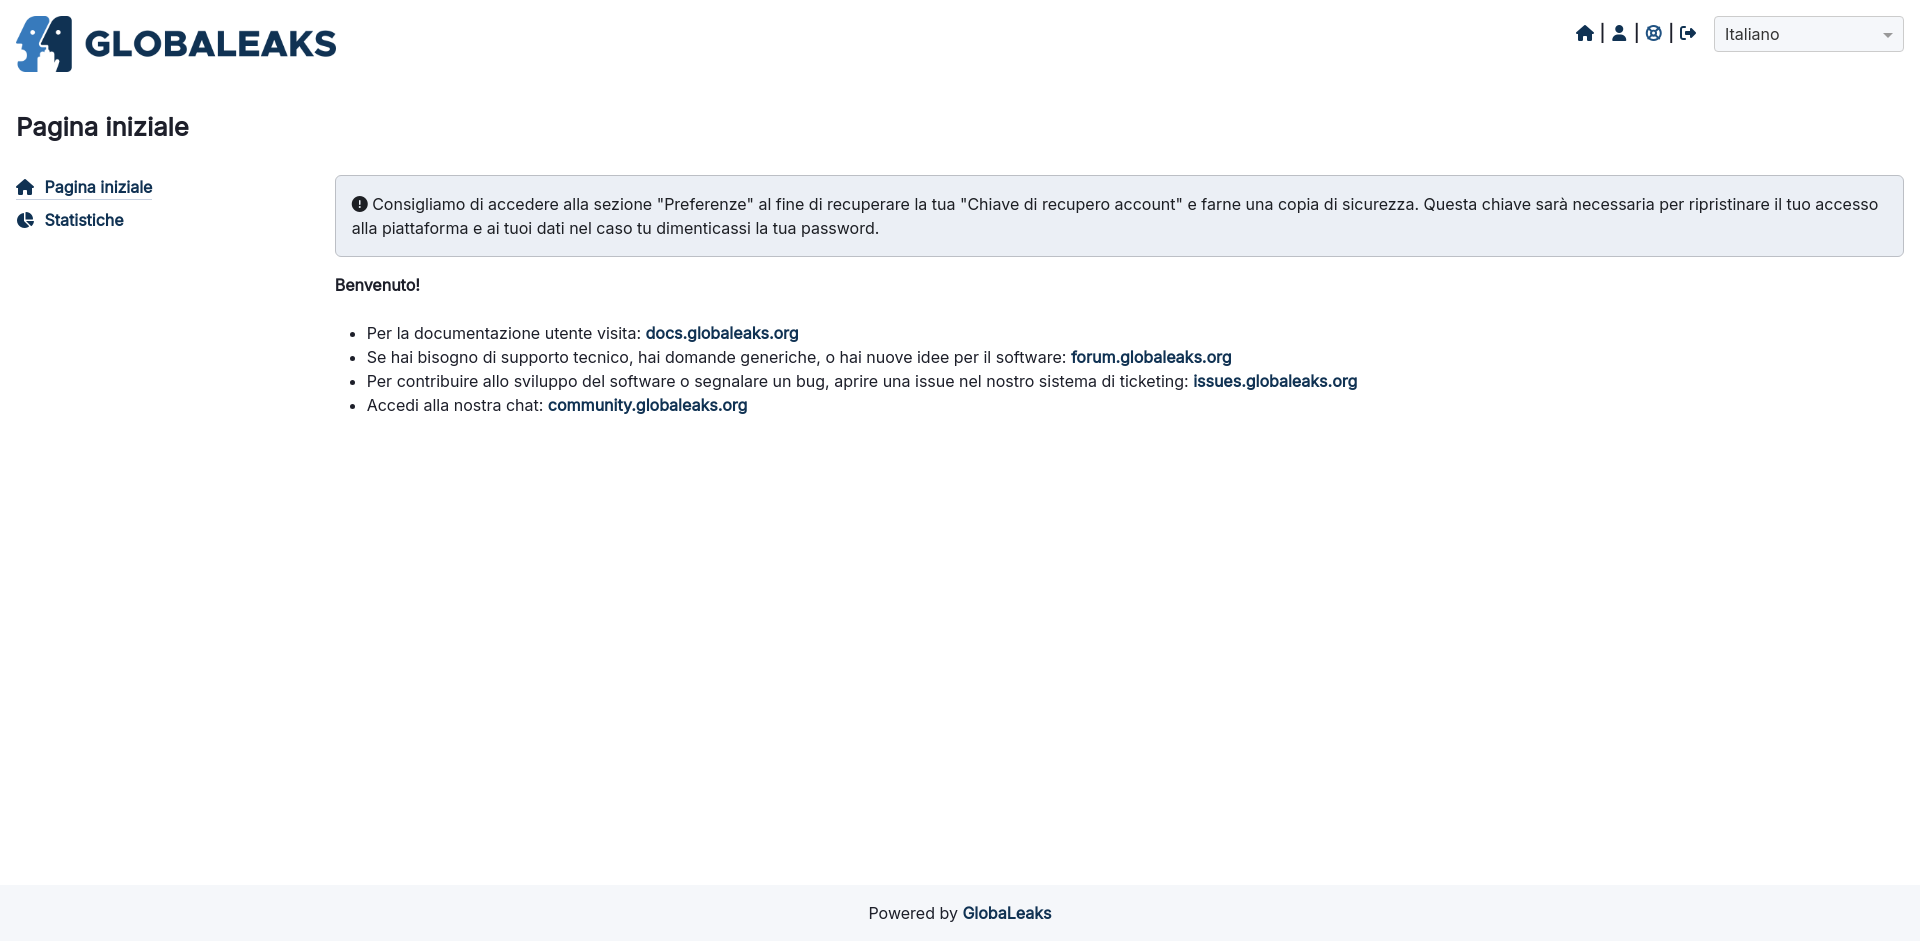 GLOBALEAKS
| | |
Italiano
Pagina iniziale
Pagina iniziale
Statistiche
Consigliamo di accedere alla sezione "Preferenze" al fine di recuperare la tua "Chiave di recupero account" e farne una copia di sicurezza. Questa chiave sarà necessaria per ripristinare il tuo accesso
alla piattaforma e ai tuoi dati nel caso tu dimenticassi la tua password.
Benvenuto!
• Per la documentazione utente visita: docs.globaleaks.org
• Se hai bisogno di supporto tecnico, hai domande generiche, o hai nuove idee per il software: forum.globaleaks.org
• Per contribuire allo sviluppo del software o segnalare un bug, aprire una issue nel nostro sistema di ticketing: issues.globaleaks.org
• Accedi alla nostra chat: community.globaleaks.org
Powered by GlobaLeaks